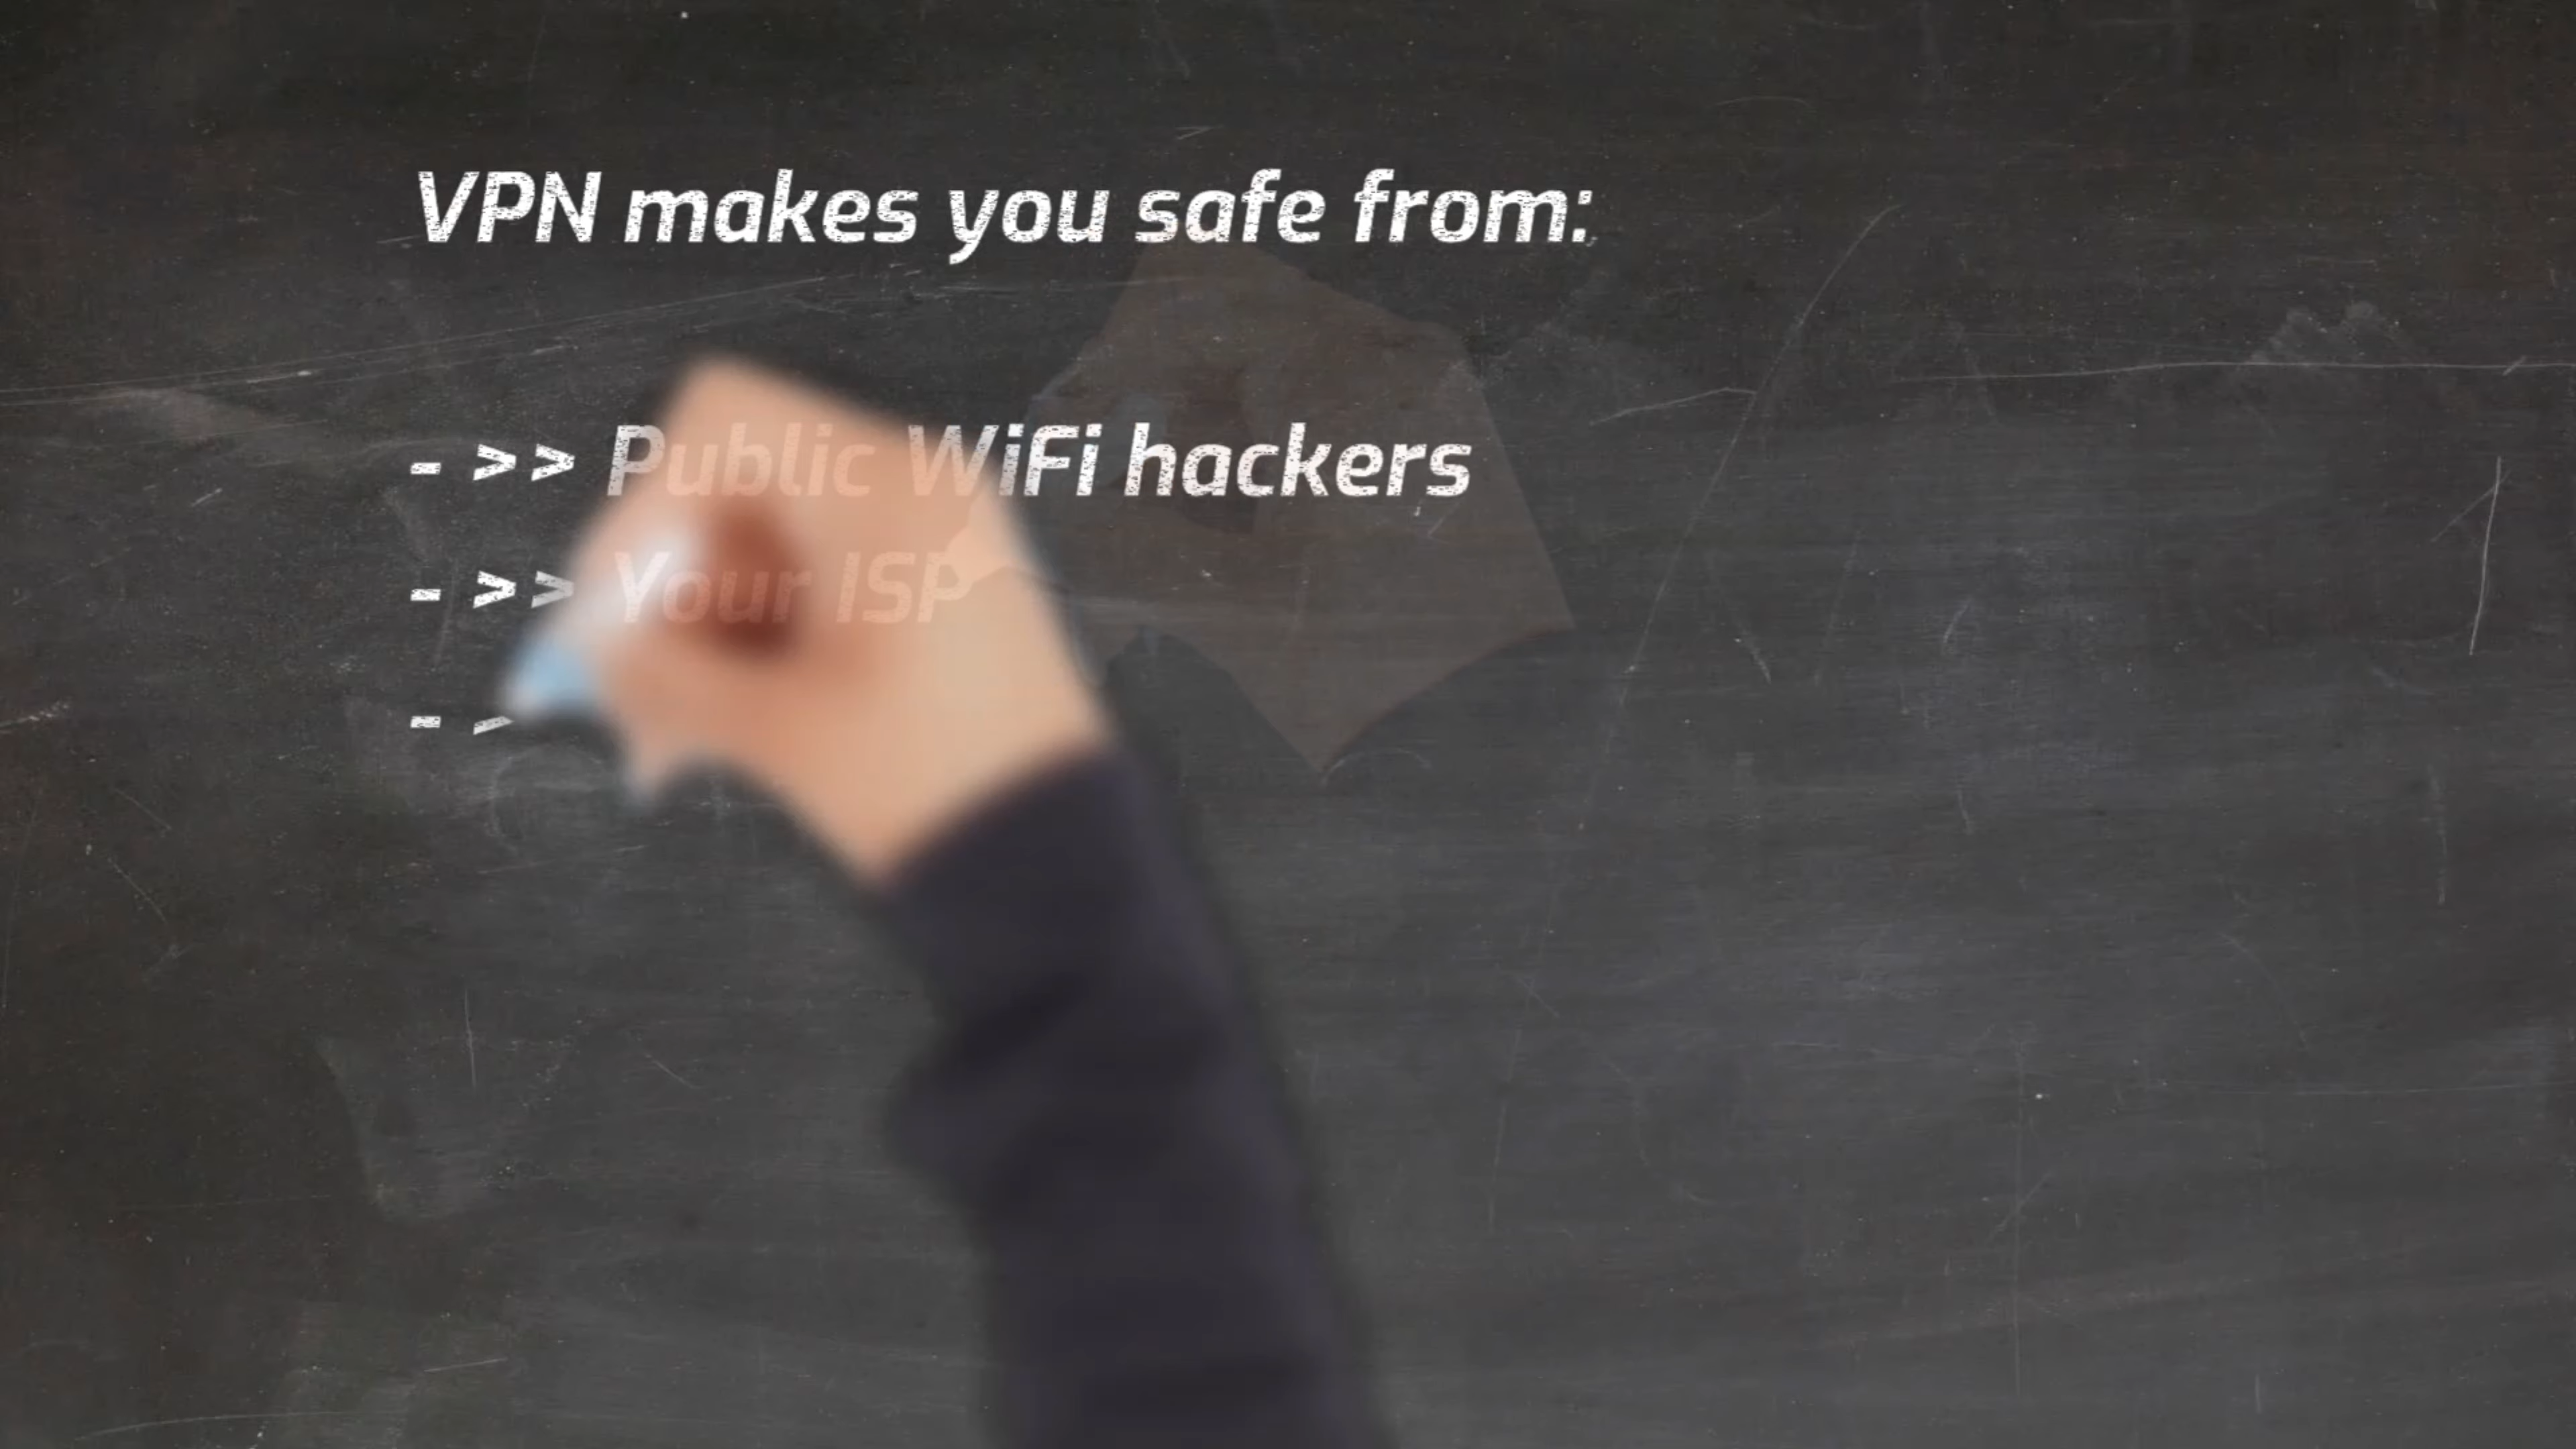 VPN makes you safe from:
- >> Public WiFi hackers
- >> Your ISP
- >